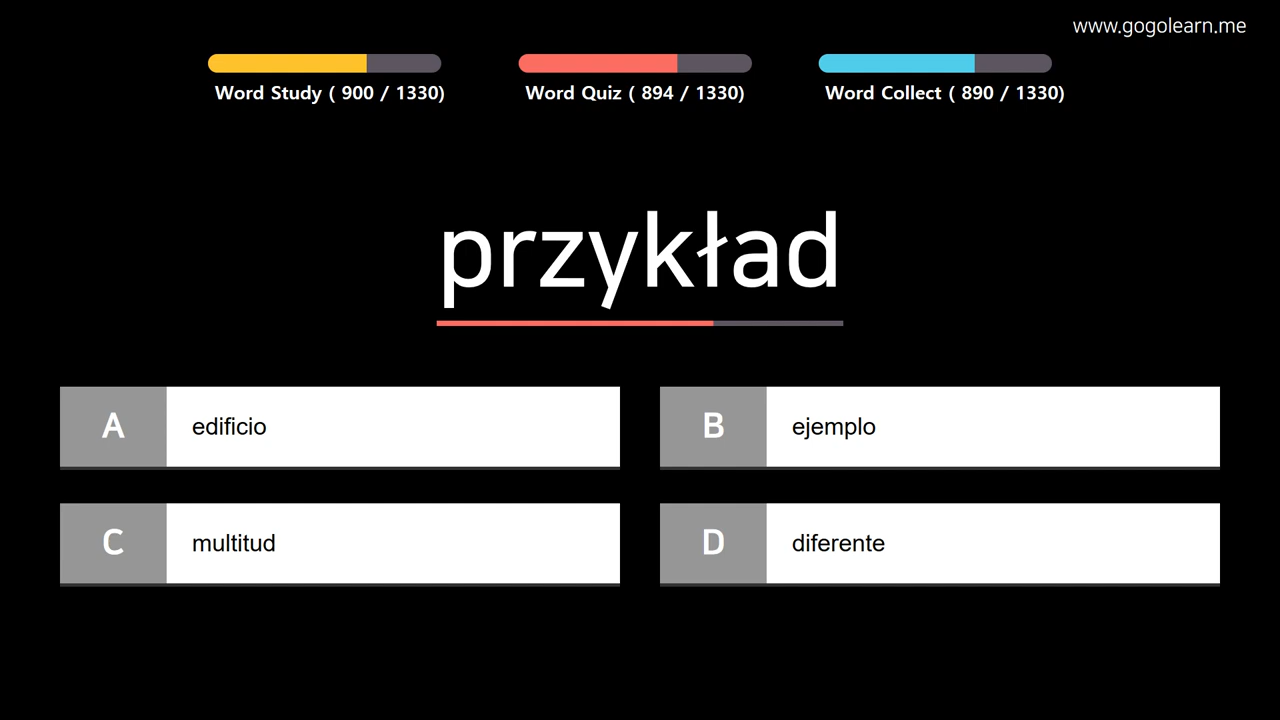 www.gogolearn.me
Word Study ( 900 / 1330) Word Quiz ( 894 / 1330) Word Collect ( 890 / 1330)
przykład
A edificio
B ejemplo
C multitud
D diferente